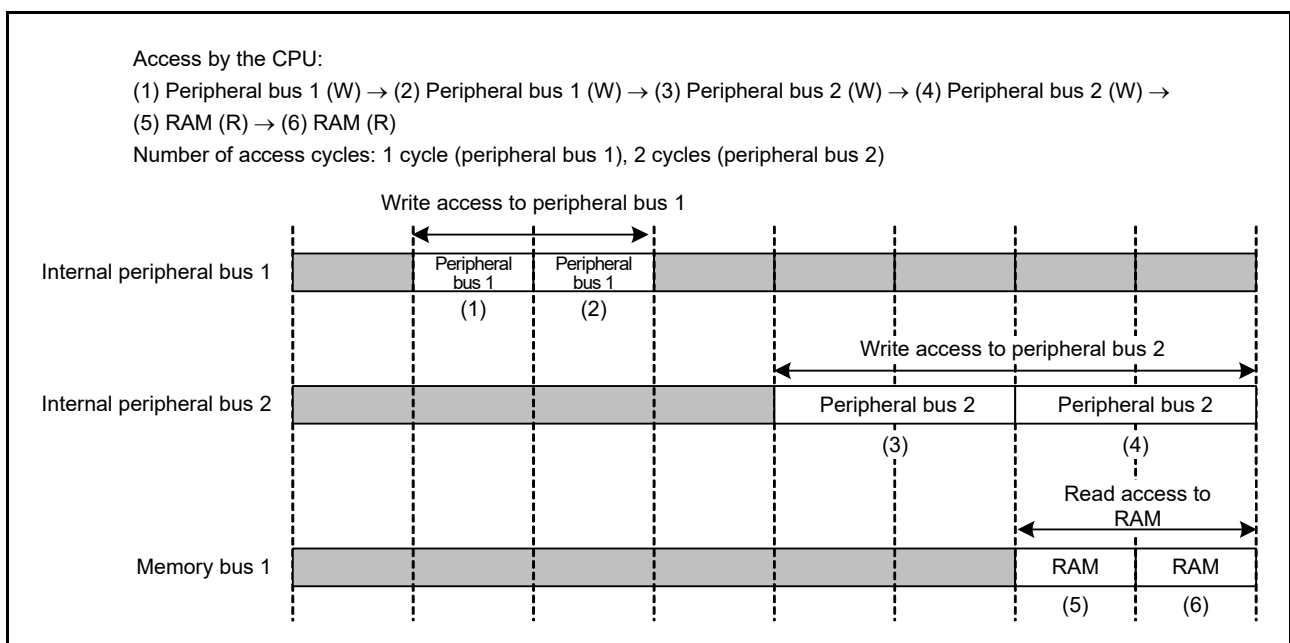 Access by the CPU:
(1) Peripheral bus 1 (W) → (2) Peripheral bus 1 (W) → (3) Peripheral bus 2 (W) → (4) Peripheral bus 2 (W) →
(5) RAM (R) → (6) RAM (R)
Number of access cycles: 1 cycle (peripheral bus 1), 2 cycles (peripheral bus 2)
Write access to peripheral bus 1
Internal peripheral bus 1
Peripheral
bus 1
Peripheral
bus 1
(1)
(2)
Write access to peripheral bus 2
Internal peripheral bus 2
Peripheral bus 2
Peripheral bus 2
(3)
(4)
Read access to
RAM
Memory bus 1
RAM
RAM
(5)
(6)